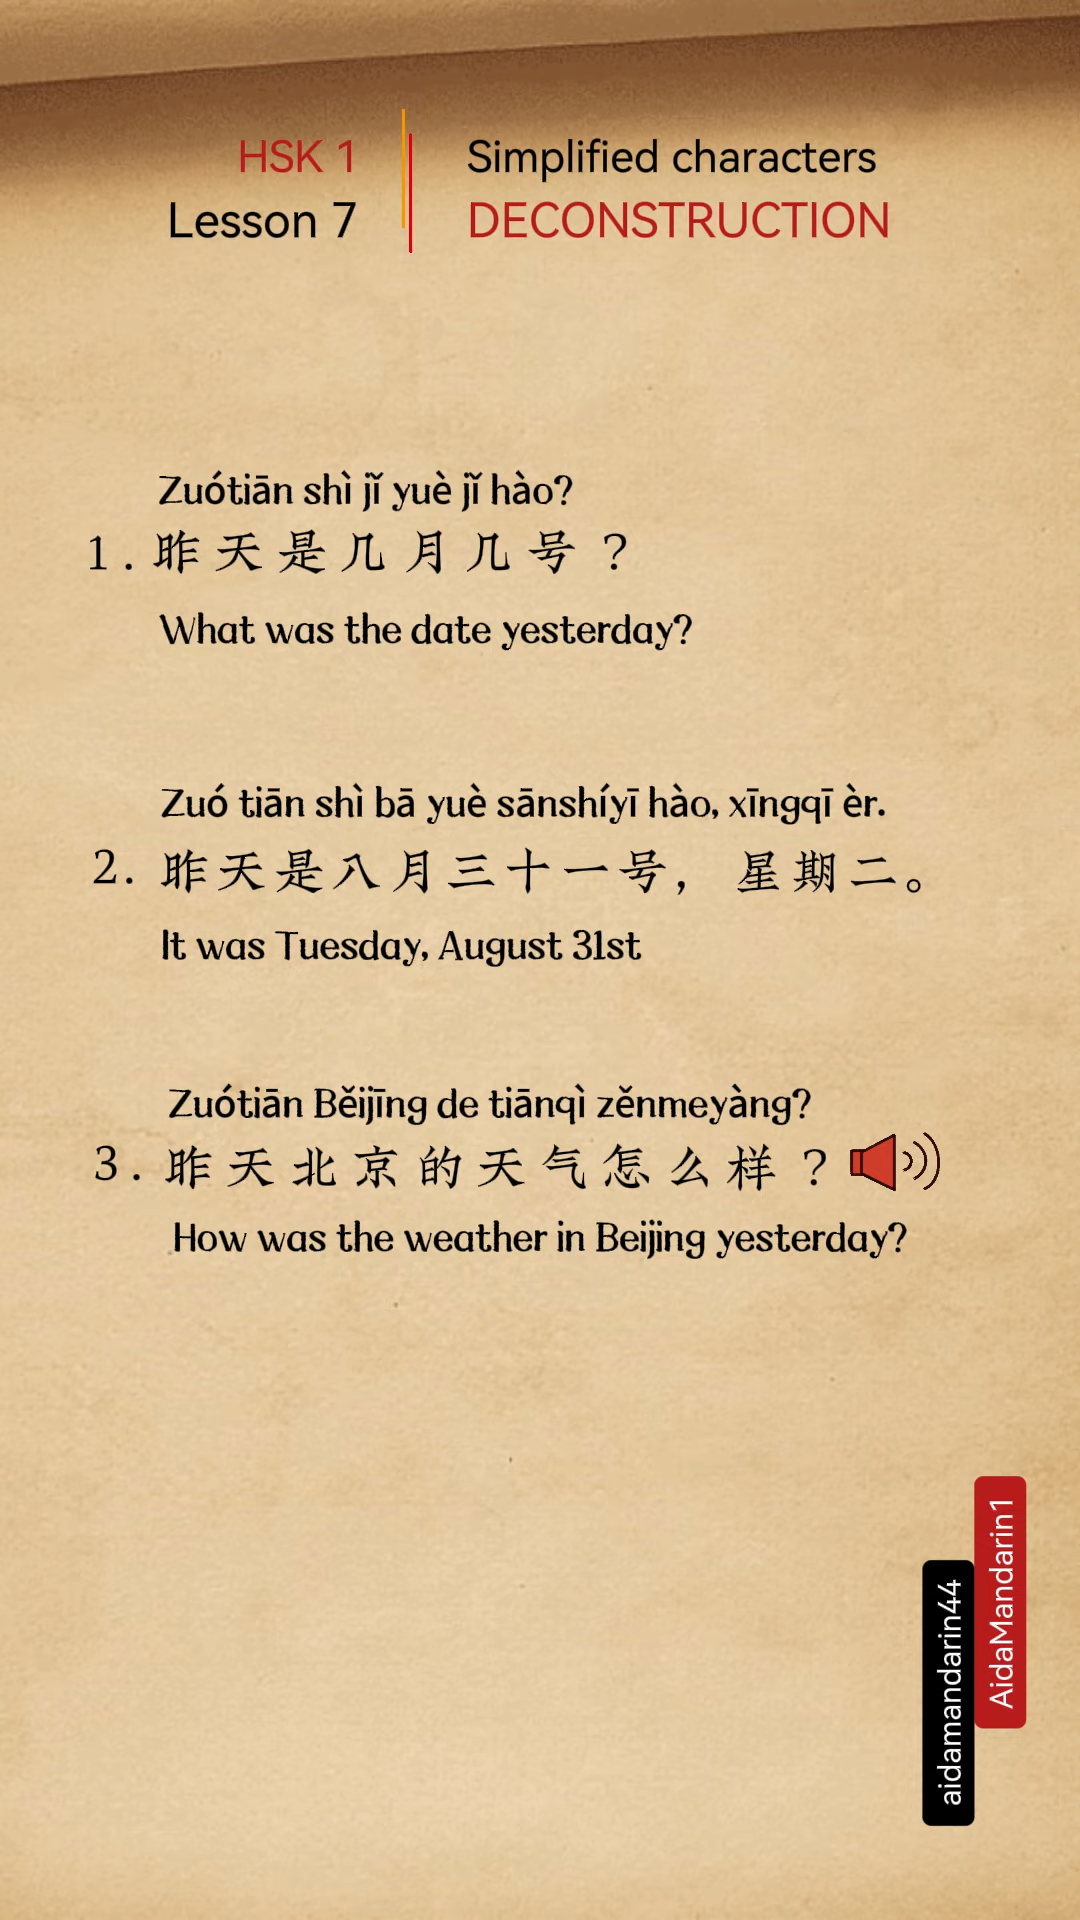 HSK 1
Lesson 7
Simplified characters
DECONSTRUCTION
Zuótiān shì jǐ yuè jǐ hào?
1. 昨天是几月几号？
What was the date yesterday?
Zuó tiān shì bā yuè sānshíyī hào, xīngqī èr.
2. 昨天是八月三十一号，星期二。
It was Tuesday, August 31st
Zuótiān Běijīng de tiānqì zěnmeyàng?
3. 昨天北京的天气怎么样？
How was the weather in Beijing yesterday?
aidamandarin44
AidaMandarin1